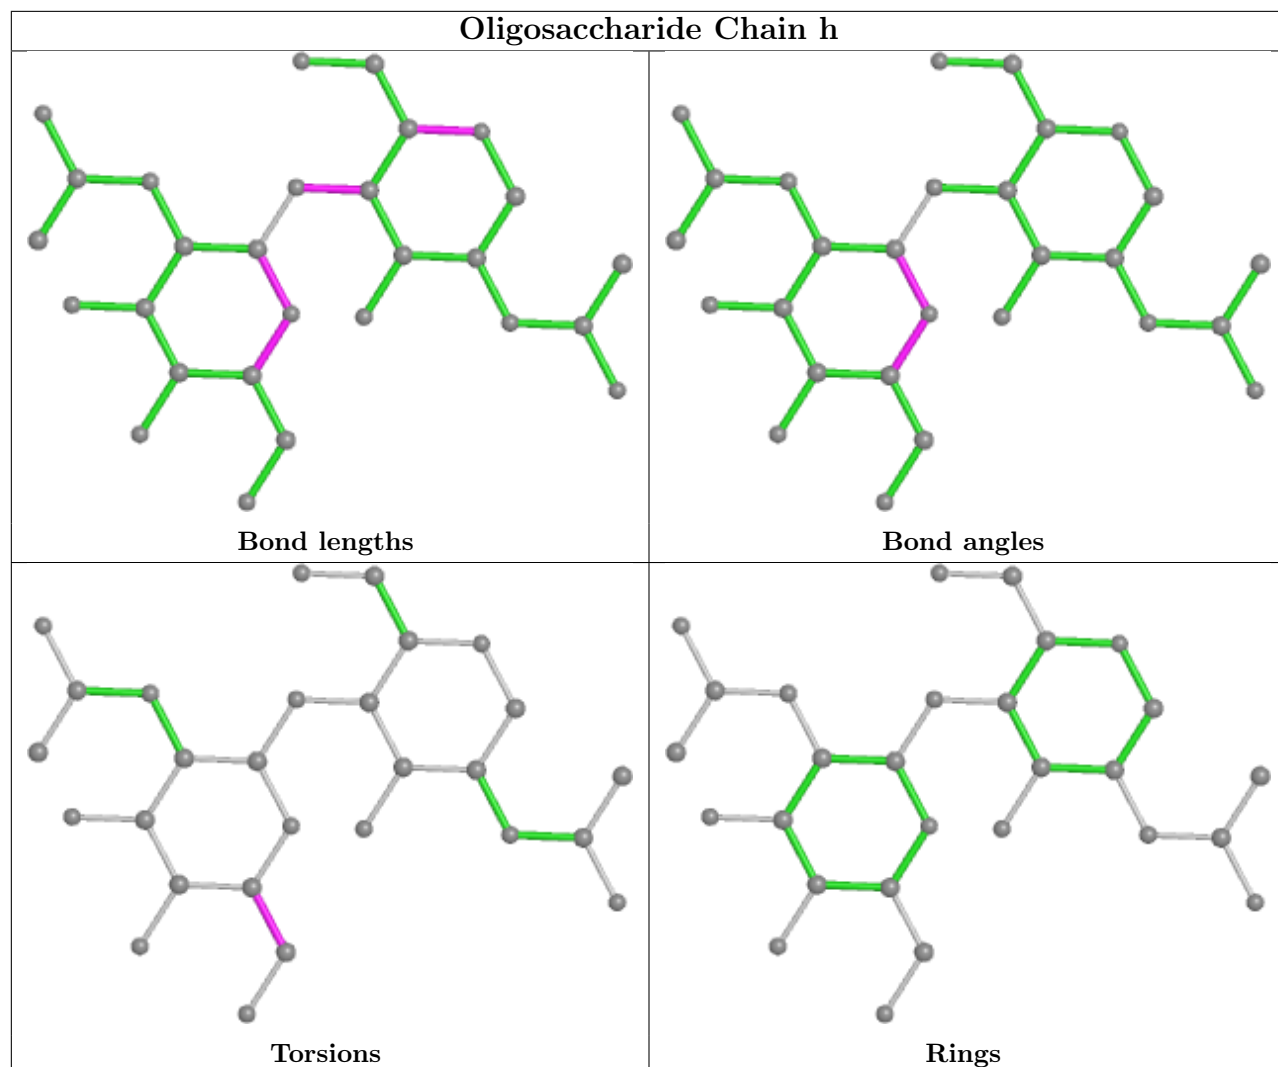 Oligosaccharide Chain h
Bond lengths
Bond angles
Torsions
Rings